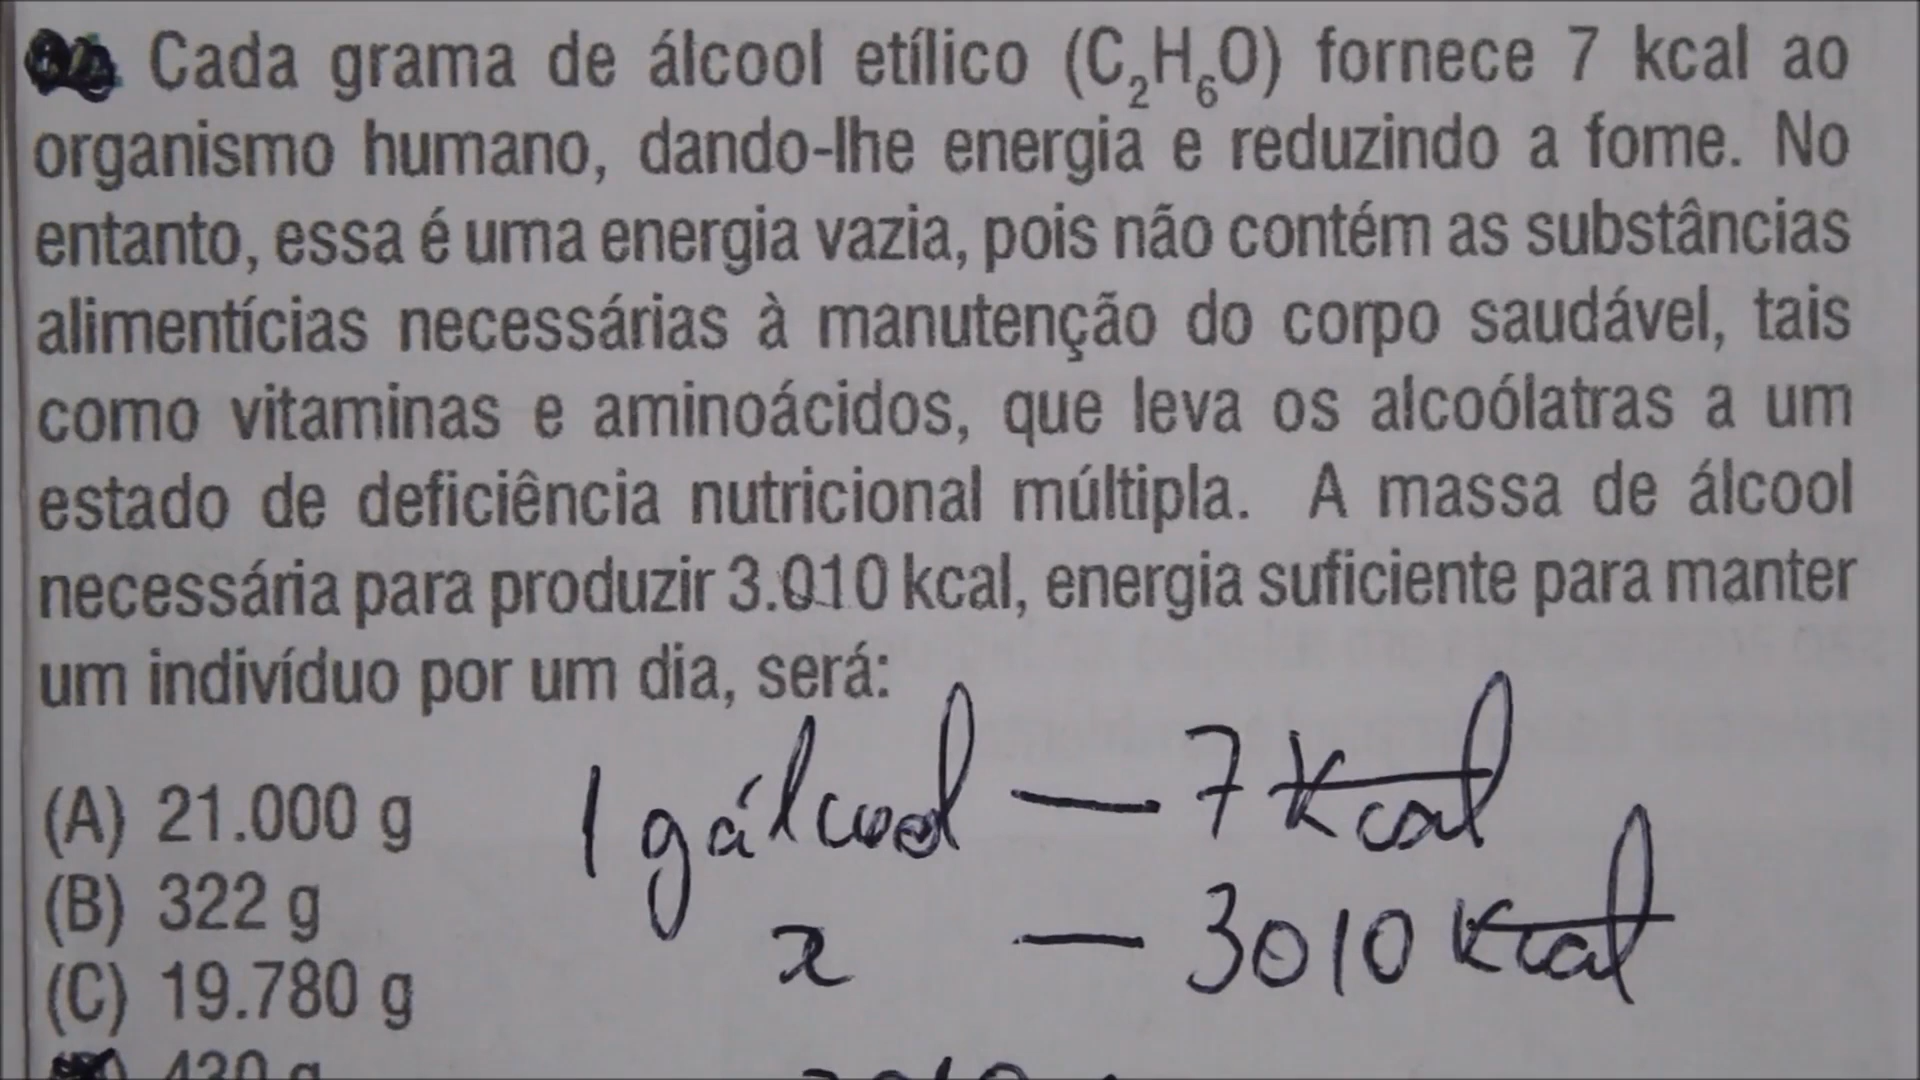 Cada grama de álcool etílico (C₂H₆O) fornece 7 kcal ao
organismo humano, dando-lhe energia e reduzindo a fome. No
entanto, essa é uma energia vazia, pois não contém as substâncias
alimentícias necessárias à manutenção do corpo saudável, tais
como vitaminas e aminoácidos, que leva os alcoólatras a um
estado de deficiência nutricional múltipla. A massa de álcool
necessária para produzir 3.010 kcal, energia suficiente para manter
um indivíduo por um dia, será:
1 g álcool — 7 Kcal
x — 3010 Kcal
(A) 21.000 g
(B) 322 g
(C) 19.780 g
430 g